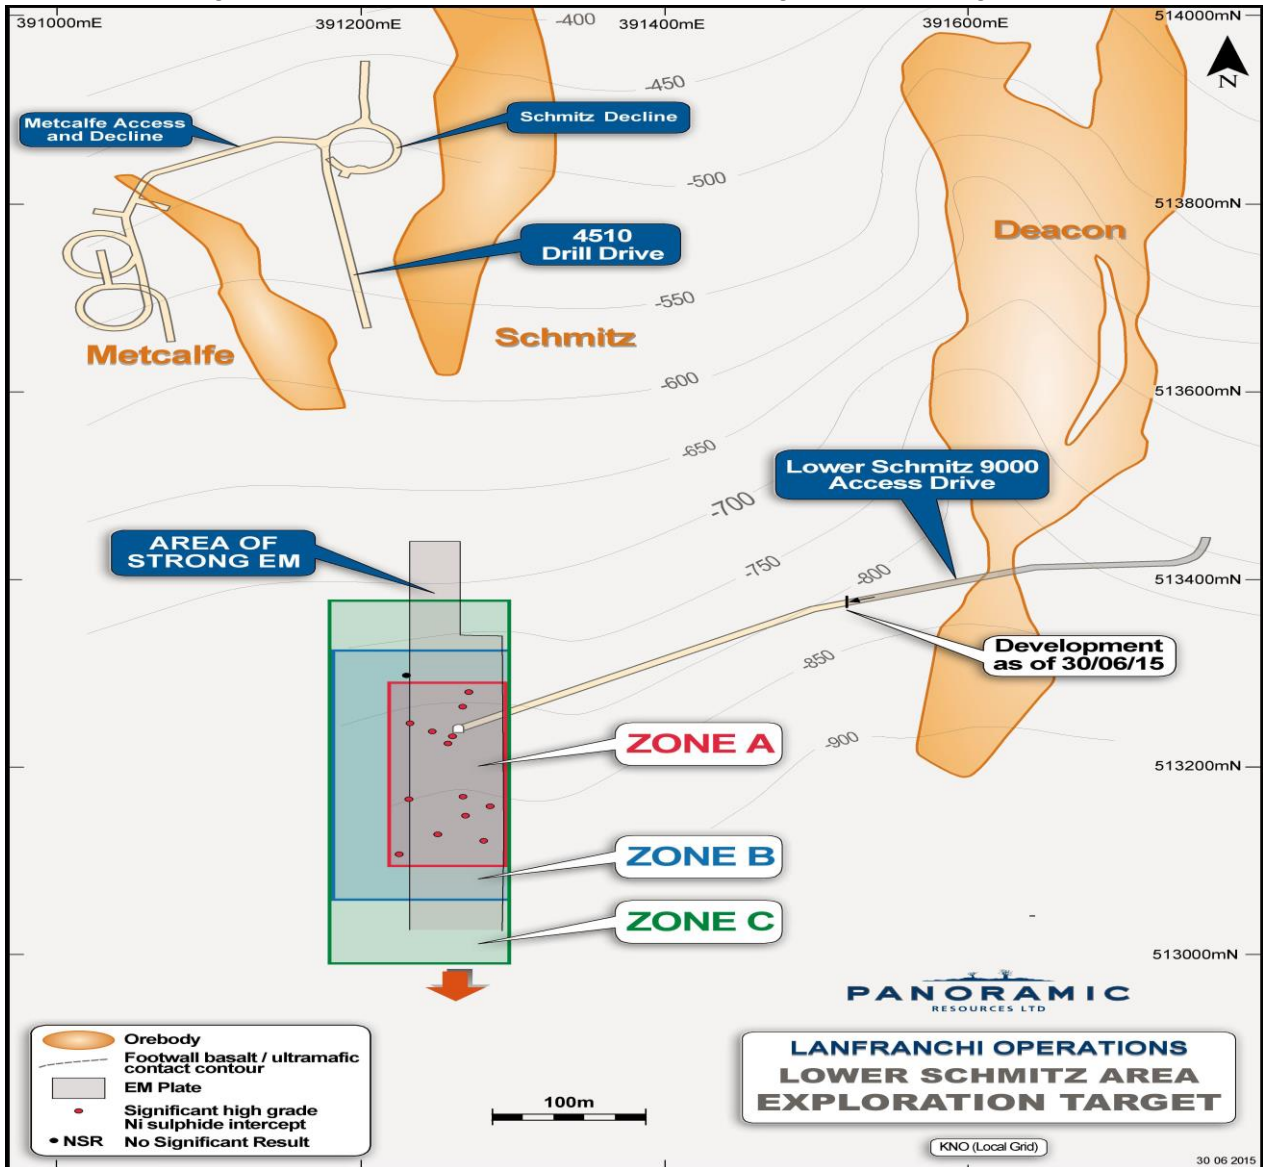 391000mE
391200mE
391400mE
391600mE
514000mN
-400
N
-450
Metcalfe Access
and Decline
Schmitz Decline
-500
513800mN
4510
Drill Drive
Deacon
-550
Schmitz
Metcalfe
-600
513600mN
-650
Lower Schmitz 9000
Access Drive
-700
AREA OF
STRONG EM
-750
-800
513400mN
Development
as of 30/06/15
-850
ZONE A
-900
513200mN
ZONE B
ZONE C
513000mN
PANORAMIC
RESOURCES LTD
Orebody
Footwall basalt / ultramafic
contact contour
EM Plate
Significant high grade
Ni sulphide intercept
NSR No Significant Result
100m
LANFRANCHI OPERATIONS
LOWER SCHMITZ AREA
EXPLORATION TARGET
KNO (Local Grid)
30 06 2015